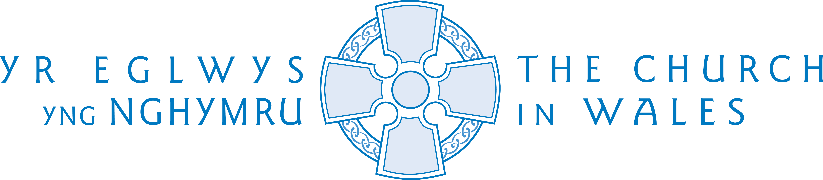 YR EGLWYS
YNG NGHYMRU
THE CHURCH
IN WALES